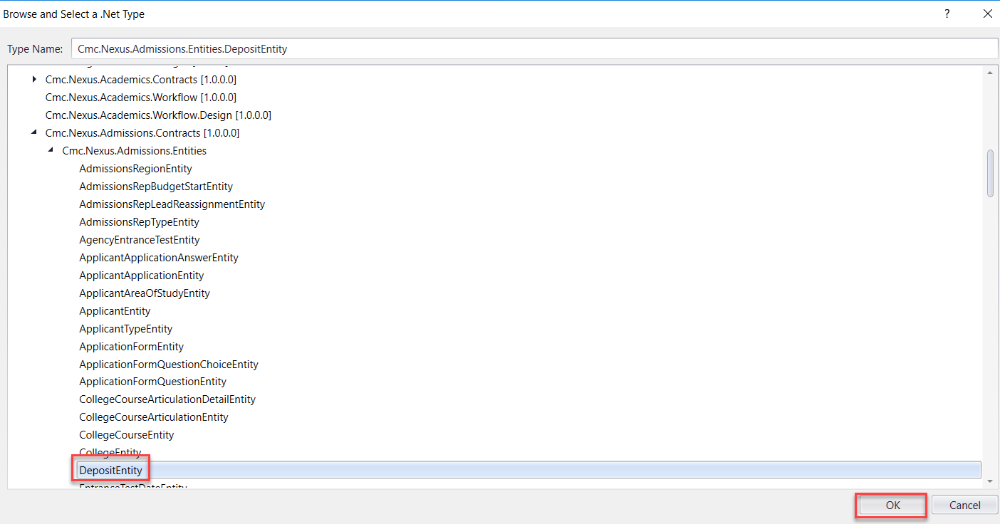 Browse and Select a .Net Type
?
Type Name: Cmc.Nexus.Admissions.Entities.DepositEntity
Cmc.Nexus.Academics.Contracts [1.0.0.0]
Cmc.Nexus.Academics.Workflow [1.0.0.0]
Cmc.Nexus.Academics.Workflow.Design [1.0.0.0]
Cmc.Nexus.Admissions.Contracts [1.0.0.0]
Cmc.Nexus.Admissions.Entities
AdmissionsRegionEntity
AdmissionsRepBudgetStartEntity
AdmissionsRepLeadReassignmentEntity
AdmissionsRepTypeEntity
AgencyEntranceTestEntity
ApplicantApplicationAnswerEntity
ApplicantApplicationEntity
ApplicantAreaOfStudyEntity
ApplicantEntity
ApplicantTypeEntity
ApplicationFormEntity
ApplicationFormQuestionChoiceEntity
ApplicationFormQuestionEntity
CollegeCourseArticulationDetailEntity
CollegeCourseArticulationEntity
CollegeCourseEntity
CollegeEntity
DepositEntity
EntranceTestDateEntity
OK Cancel